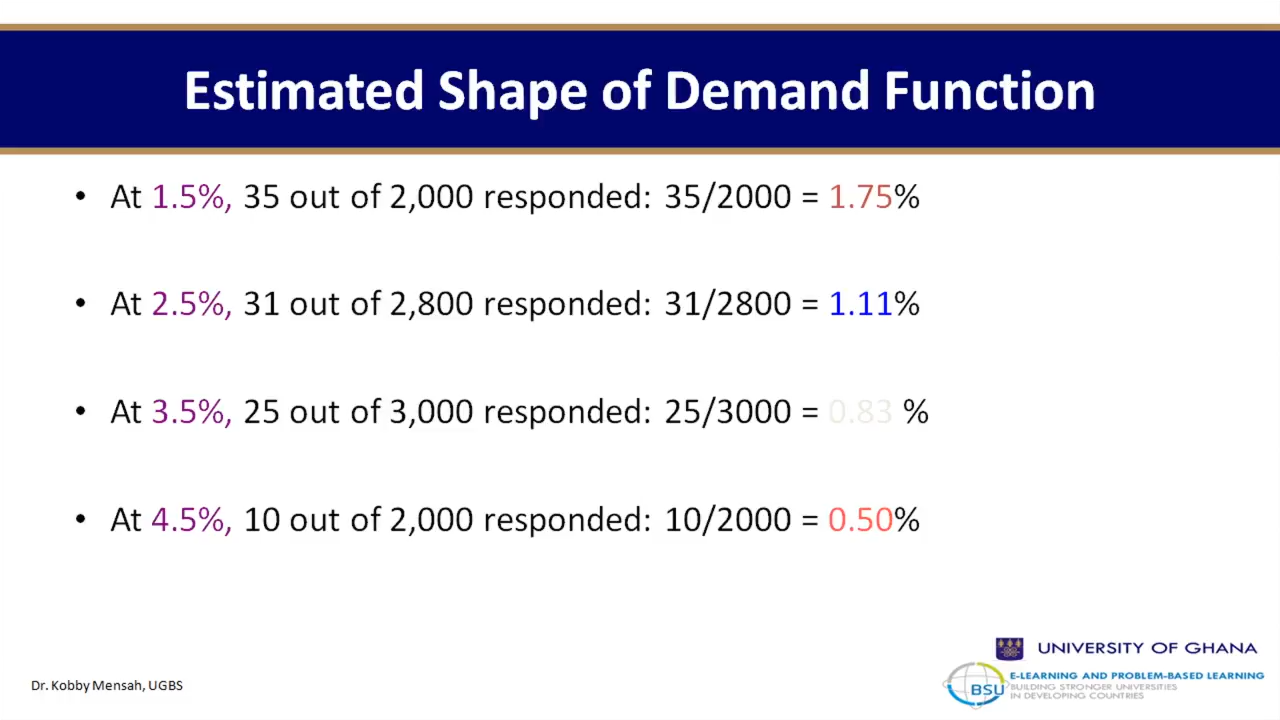 Estimated Shape of Demand Function
• At 1.5%, 35 out of 2,000 responded: 35/2000 = 1.75%
• At 2.5%, 31 out of 2,800 responded: 31/2800 = 1.11%
• At 3.5%, 25 out of 3,000 responded: 25/3000 = 0.83 %
• At 4.5%, 10 out of 2,000 responded: 10/2000 = 0.50%
UNIVERSITY OF GHANA
Dr. Kobby Mensah, UGBS
BSU
E-LEARNING AND PROBLEM-BASED LEARNING
BUILDING STRONGER UNIVERSITIES
IN DEVELOPING COUNTRIES